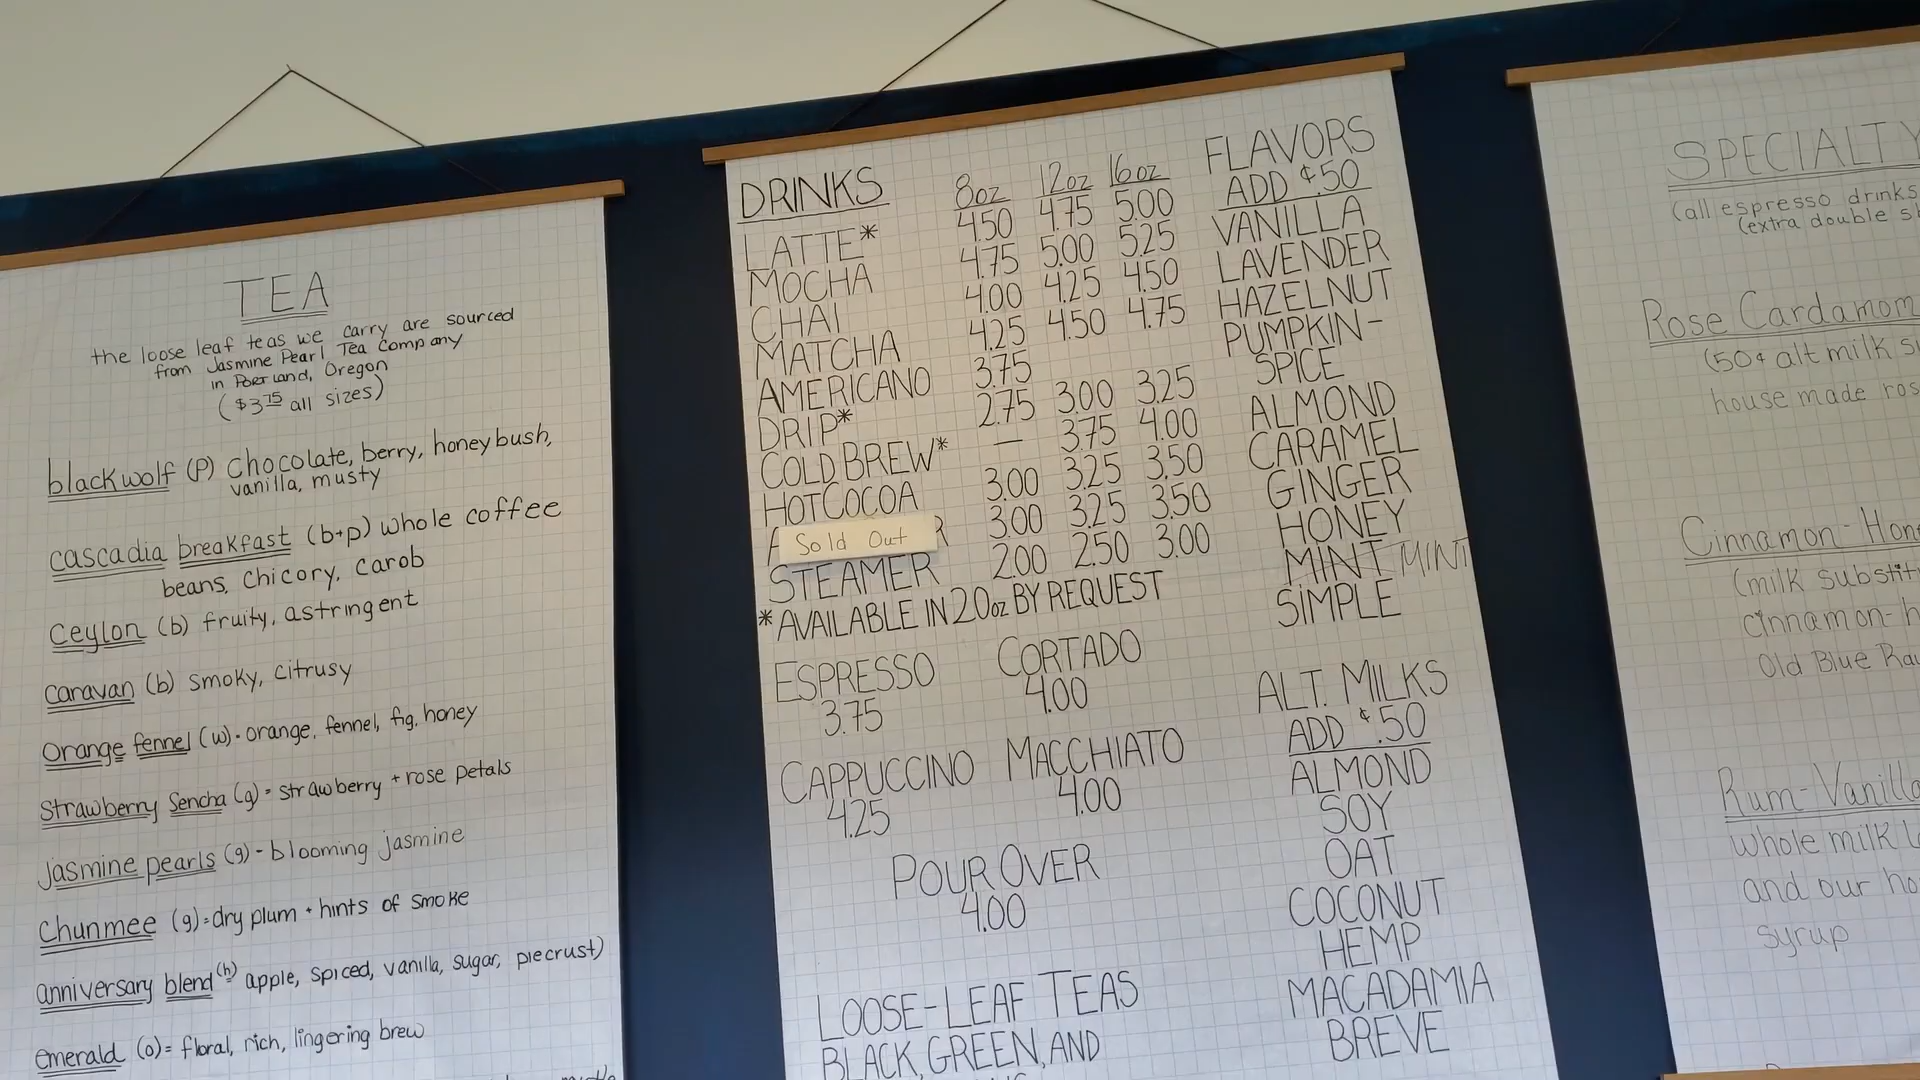 TEA
the loose leaf teas we carry are sourced
from Jasmine Pearl Tea Company
in Portland, Oregon
($3.75 all sizes)
blackwolf (p) chocolate, berry, honeybush,
vanilla, musty
cascadia breakfast (b+p) whole coffee
beans, chicory, carob
Ceylon (b) fruity, astringent
caravan (b) smoky, citrusy
Orange fennel (w) - orange, fennel, fig, honey
Strawberry Sencha (g) = strawberry + rose petals
jasmine pearls (g) - blooming jasmine
Chunmee (g) = dry plum + hints of smoke
anniversary blend (h) apple, spiced, vanilla, sugar, piecrust)
emerald (o) = floral, rich, lingering brew
DRINKS 8oz 12oz 16oz
LATTE* 4.50 4.75 5.00
MOCHA 4.75 5.00 5.25
CHAI 4.00 4.25 4.50
MATCHA 4.25 4.50 4.75
AMERICANO 3.75
DRIP* 2.75 3.00 3.25
COLD BREW* — 3.75 4.00
HOT COCOA 3.00 3.25 3.50
Sold Out 3.00 3.25 3.50
STEAMER 2.00 2.50 3.00
*AVAILABLE IN 20oz BY REQUEST
ESPRESSO CORTADO
3.75 4.00
CAPPUCCINO MACCHIATO
4.25 4.00
POUR OVER
4.00
LOOSE-LEAF TEAS
BLACK, GREEN, AND
FLAVORS
ADD ¢.50
VANILLA
LAVENDER
HAZELNUT
PUMPKIN-
SPICE
ALMOND
CARAMEL
GINGER
HONEY
MINT MINT
SIMPLE
ALT. MILKS
ADD ¢.50
ALMOND
SOY
OAT
COCONUT
HEMP
MACADAMIA
BREVE
SPECIALTY
(all espresso drinks
(extra double
Rose Cardamom
(50¢ alt milk
house made
Cinnamon-
(milk
cinnamon-
Old Blue
Rum-Vanilla
whole milk
and our
syrup